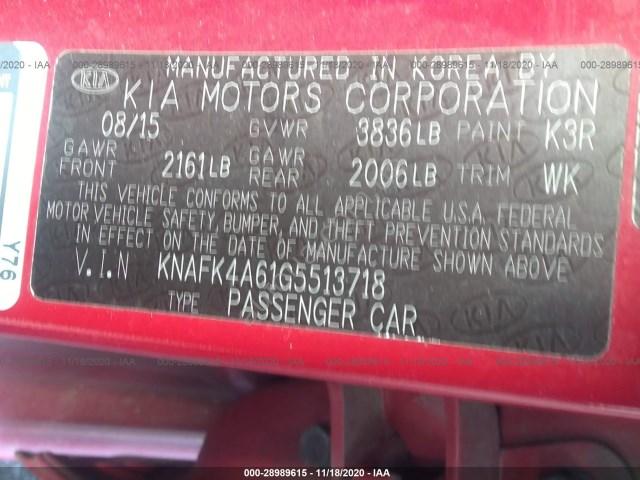 000-28989615 - 11/18/2020 - IAA
MANUFACTURED IN KOREA BY
KIA KIA MOTORS CORPORATION
08/15 GVWR 3836LB PAINT K3R
GAWR FRONT 2161LB GAWR REAR 2006LB TRIM WK
THIS VEHICLE CONFORMS TO ALL APPLICABLE U.S.A. FEDERAL
MOTOR VEHICLE SAFETY BUMPER, AND THEFT PREVENTION STANDARDS
IN EFFECT ON THE DATE OF MANUFACTURE SHOWN ABOVE
V.I.N KNAFK4A61G5513718
TYPE PASSENGER CAR
Y76
000-28989615 - 11/18/2020 - IAA